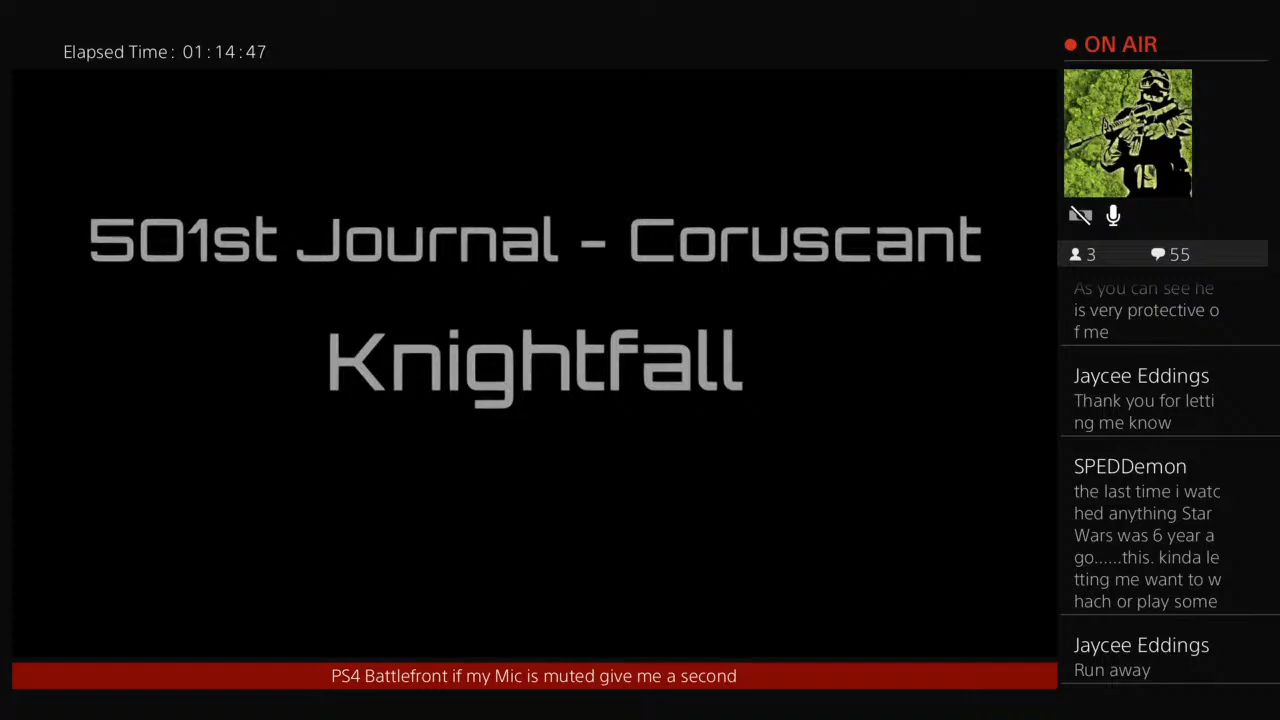 Elapsed Time: 01:14:47
ON AIR
19
3 55
501st Journal - Coruscant
Knightfall
As you can see he
is very protective o
f me
Jaycee Eddings
Thank you for letti
ng me know
SPEDDemon
the last time i watc
hed anything Star
Wars was 6 year a
go......this. kinda le
tting me want to w
hach or play some
Jaycee Eddings
Run away
PS4 Battlefront if my Mic is muted give me a second